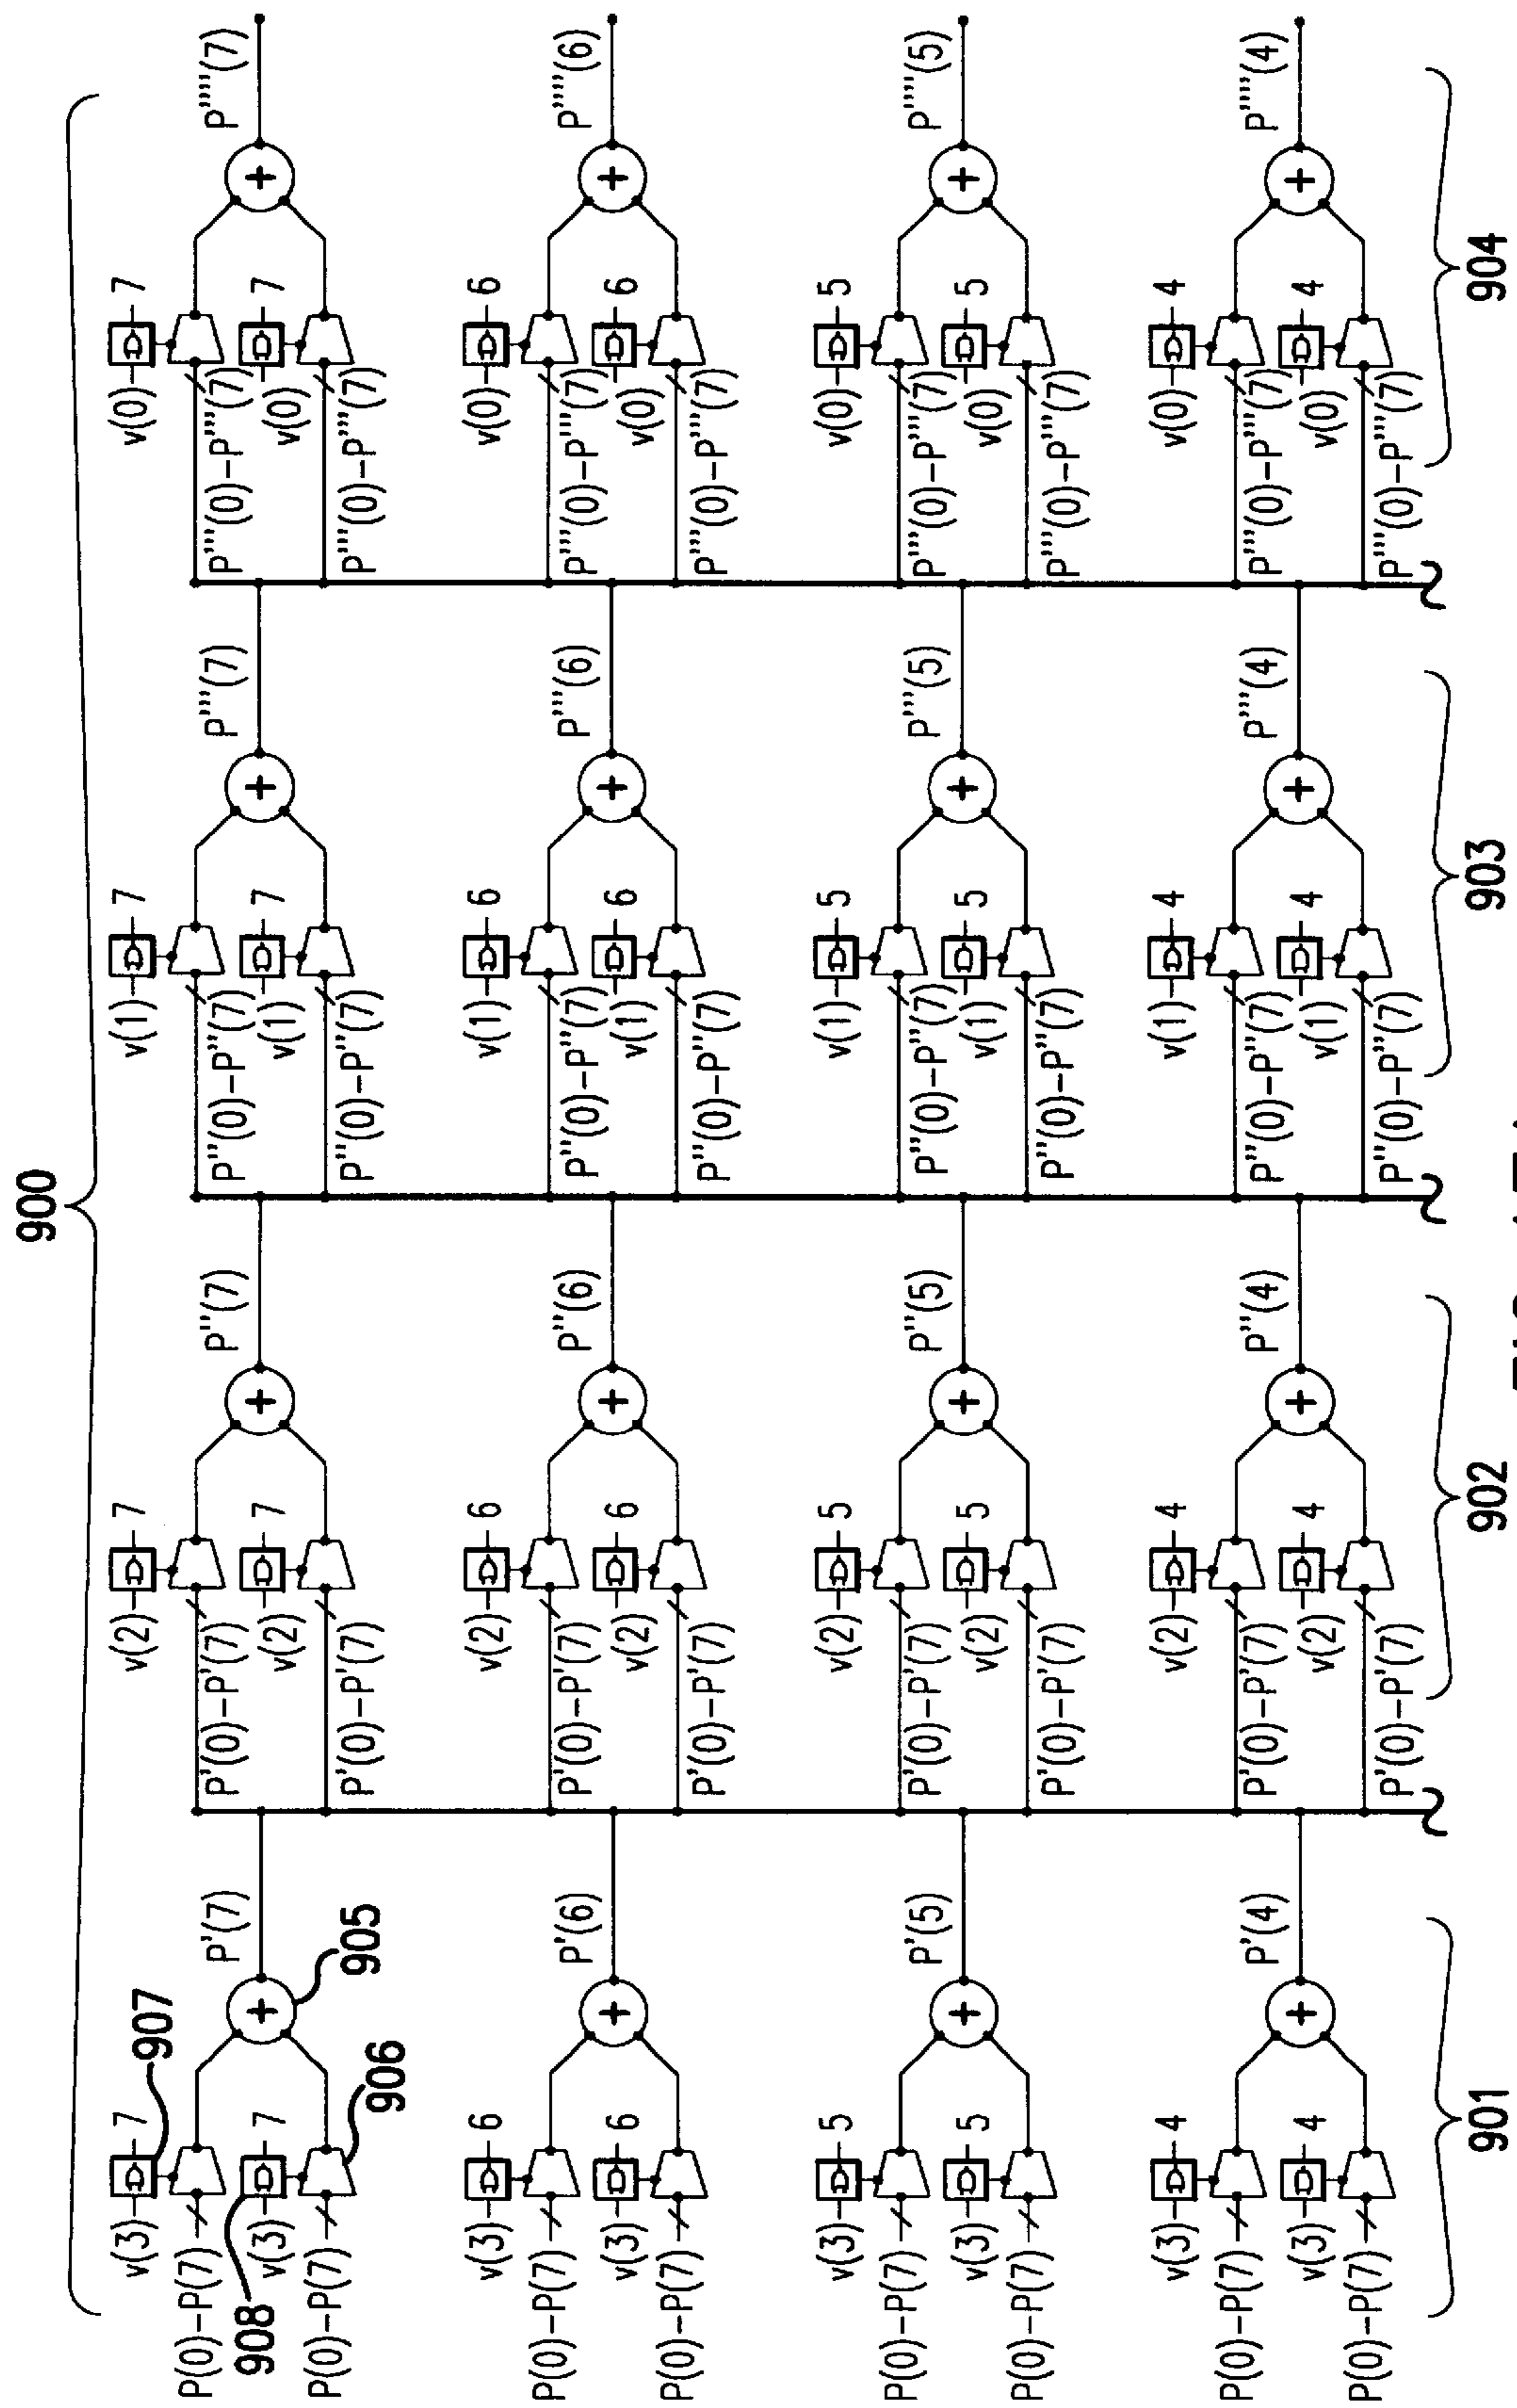 900
v(3) 7 907 v(2) 7 v(1) 7 v(0) 7
P(0)–P(7) P'(7) P'(0)–P'(7) P''(7) P''(0)–P''(7) P'''(7) P'''(0)–P'''(7) P''''(7)
908 v(3) 7 905 v(2) 7 v(1) 7 v(0) 7
P(0)–P(7) 906 P'(0)–P'(7) P''(0)–P''(7) P'''(0)–P'''(7)
v(3) 6 v(2) 6 v(1) 6 v(0) 6
P(0)–P(7) P'(6) P'(0)–P'(7) P''(6) P''(0)–P''(7) P'''(6) P'''(0)–P'''(7) P''''(6)
v(3) 6 v(2) 6 v(1) 6 v(0) 6
P(0)–P(7) P'(0)–P'(7) P''(0)–P''(7) P'''(0)–P'''(7)
v(3) 5 v(2) 5 v(1) 5 v(0) 5
P(0)–P(7) P'(5) P'(0)–P'(7) P''(5) P''(0)–P''(7) P'''(5) P'''(0)–P'''(7) P''''(5)
v(3) 5 v(2) 5 v(1) 5 v(0) 5
P(0)–P(7) P'(0)–P'(7) P''(0)–P''(7) P'''(0)–P'''(7)
v(3) 4 v(2) 4 v(1) 4 v(0) 4
P(0)–P(7) P'(4) P'(0)–P'(7) P''(4) P''(0)–P''(7) P'''(4) P'''(0)–P'''(7) P''''(4)
v(3) 4 v(2) 4 v(1) 4 v(0) 4
P(0)–P(7) P'(0)–P'(7) P''(0)–P''(7) P'''(0)–P'''(7)
901 902 903 904